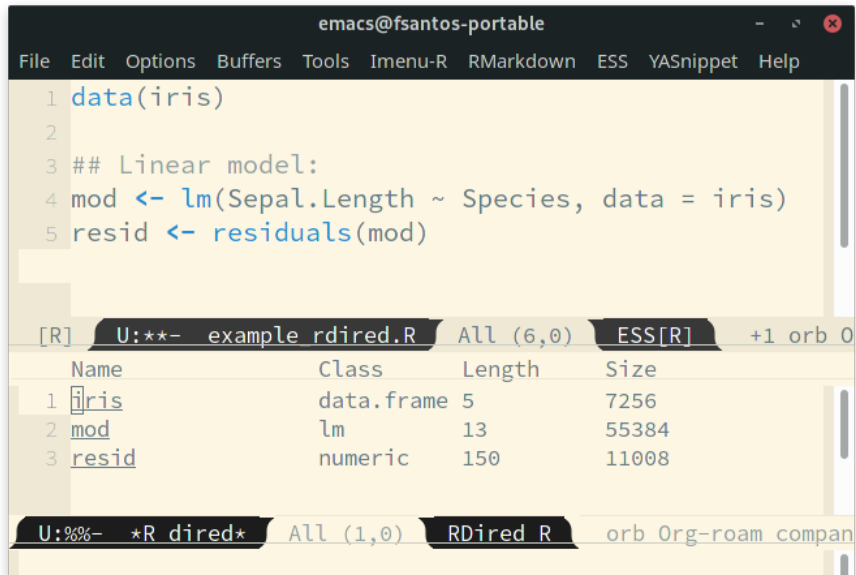 emacs@fsantos-portable
File Edit Options Buffers Tools Imenu-R RMarkdown ESS YASnippet Help
1 data(iris)
2
3 ## Linear model:
4 mod <- lm(Sepal.Length ~ Species, data = iris)
5 resid <- residuals(mod)
[R] U:**- example_rdired.R All (6,0) ESS[R] +1 orb O
Name Class Length Size
1 iris data.frame 5 7256
2 mod lm 13 55384
3 resid numeric 150 11008
U:%%- *R dired* All (1,0) RDired R orb Org-roam compan